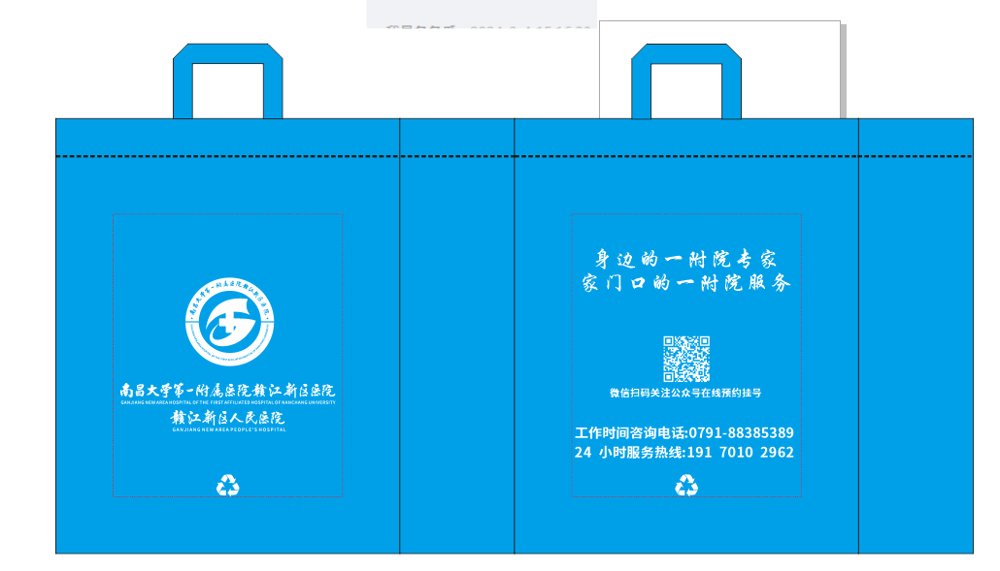 南昌大学第一附属医院赣江新区医院
GANJIANG NEW AREA HOSPITAL OF THE FIRST AFFILIATED HOSPITAL OF NANCHANG UNIVERSITY
赣江新区人民医院
GANJIANG NEW AREA PEOPLE'S HOSPITAL
身边的一附院专家
家门口的一附院服务
微信扫码关注公众号在线预约挂号
工作时间咨询电话:0791-88385389
24 小时服务热线:191 7010 2962